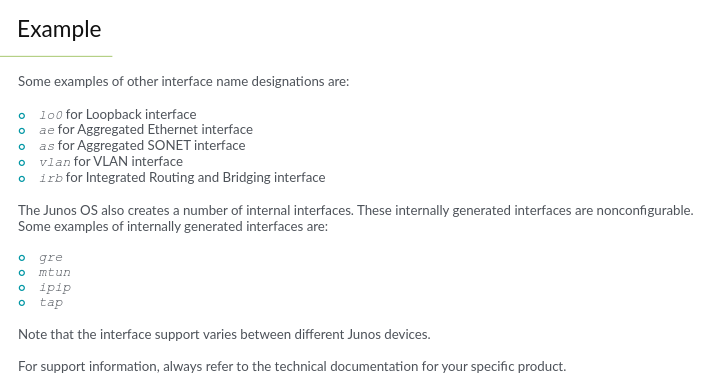 Example
Some examples of other interface name designations are:
lo0 for Loopback interface
ae for Aggregated Ethernet interface
as for Aggregated SONET interface
vlan for VLAN interface
irb for Integrated Routing and Bridging interface
The Junos OS also creates a number of internal interfaces. These internally generated interfaces are nonconfigurable.
Some examples of internally generated interfaces are:
gre
mtun
ipip
tap
Note that the interface support varies between different Junos devices.
For support information, always refer to the technical documentation for your specific product.